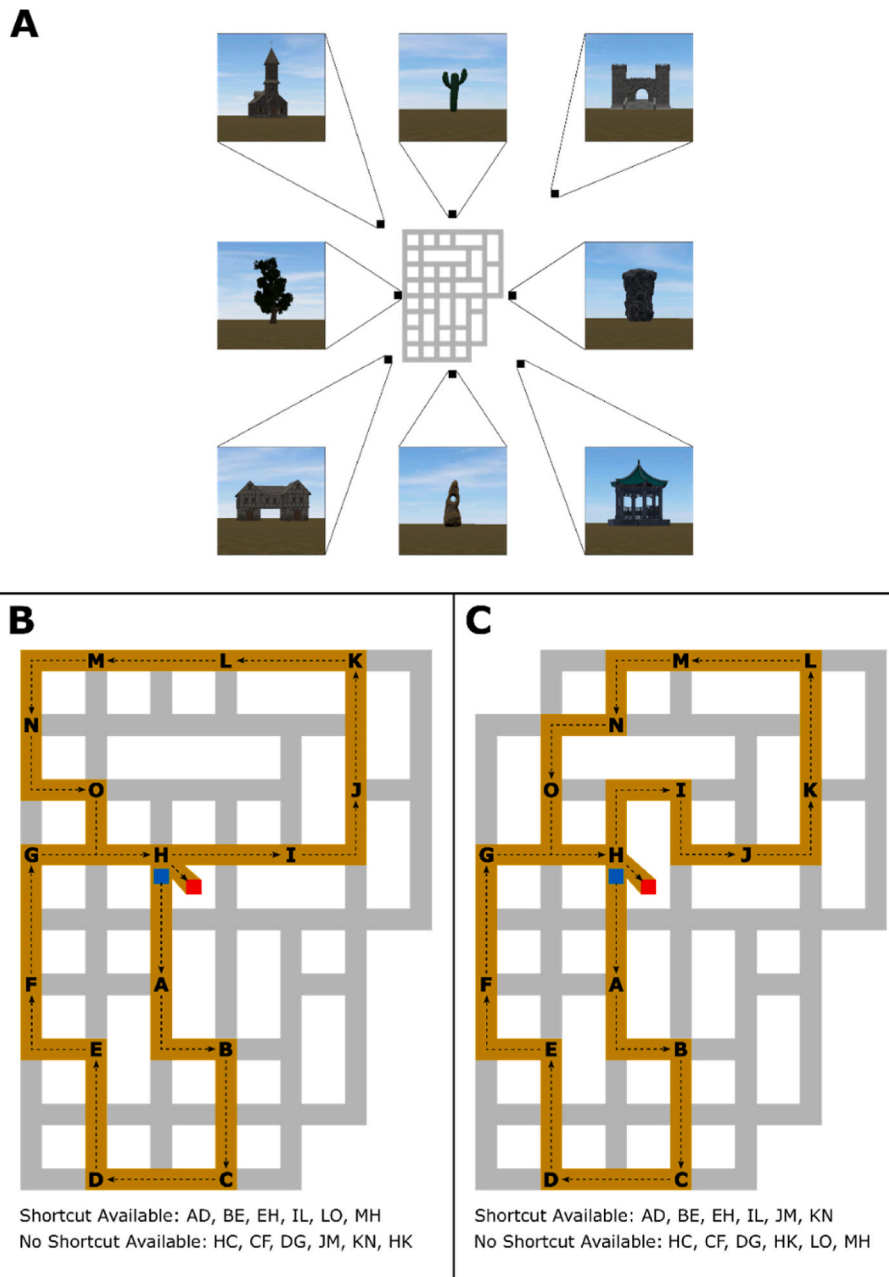 A
B
M
L
K
N
O
J
G
H
I
F
A
E
B
D
C
Shortcut Available: AD, BE, EH, IL, LO, MH
No Shortcut Available: HC, CF, DG, JM, KN, HK
C
M
L
N
O
I
K
G
H
J
F
A
E
B
D
C
Shortcut Available: AD, BE, EH, IL, JM, KN
No Shortcut Available: HC, CF, DG, HK, LO, MH